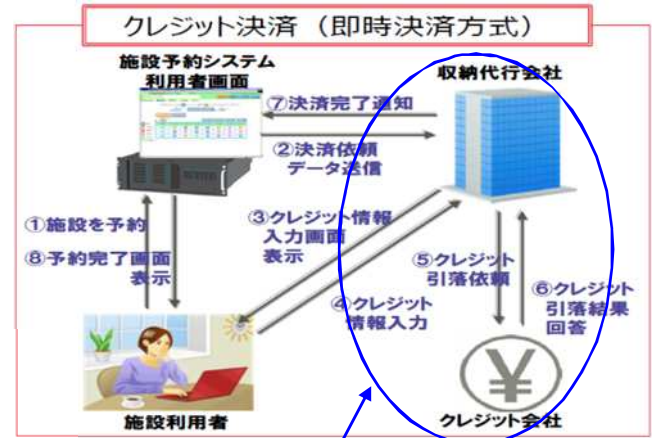 クレジット決済（即時決済方式）
施設予約システム
利用者画面
収納代行会社
⑦決済完了通知
②決済依頼
データ送信
①施設を予約
⑧予約完了画面
表示
③クレジット情報
入力画面
表示
④クレジット
情報入力
⑤クレジット
引落依頼
⑥クレジット
引落結果
回答
施設利用者
クレジット会社